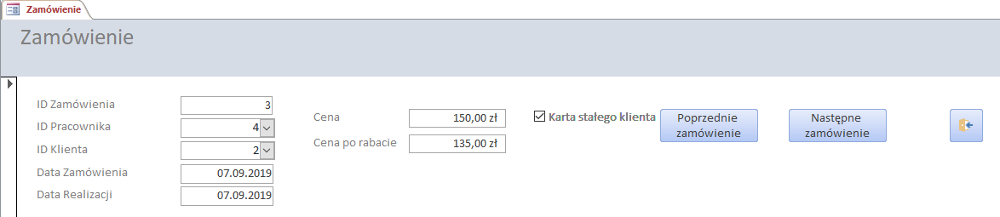 Zamówienie
Zamówienie
ID Zamówienia 3
ID Pracownika 4
ID Klienta 2
Data Zamówienia 07.09.2019
Data Realizacji 07.09.2019
Cena 150,00 zł
Cena po rabacie 135,00 zł
Karta stałego klienta
Poprzednie
zamówienie
Następne
zamówienie